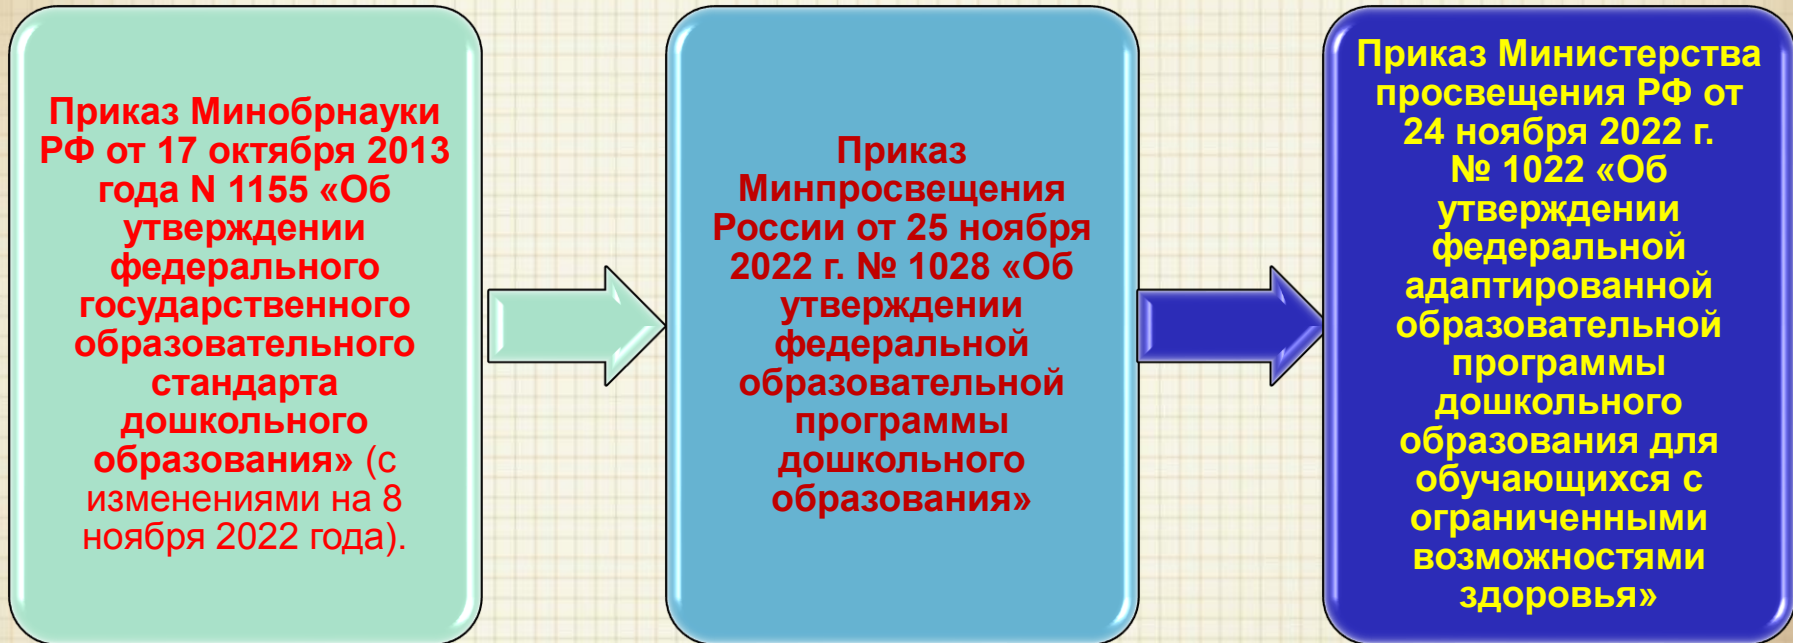 Приказ Минобрнауки
РФ от 17 октября 2013
года N 1155 «Об
утверждении
федерального
государственного
образовательного
стандарта
дошкольного
образования» (с
изменениями на 8
ноября 2022 года).
Приказ
Минпросвещения
России от 25 ноября
2022 г. № 1028 «Об
утверждении
федеральной
образовательной
программы
дошкольного
образования»
Приказ Министерства
просвещения РФ от
24 ноября 2022 г.
№ 1022 «Об
утверждении
федеральной
адаптированной
образовательной
программы
дошкольного
образования для
обучающихся с
ограниченными
возможностями
здоровья»